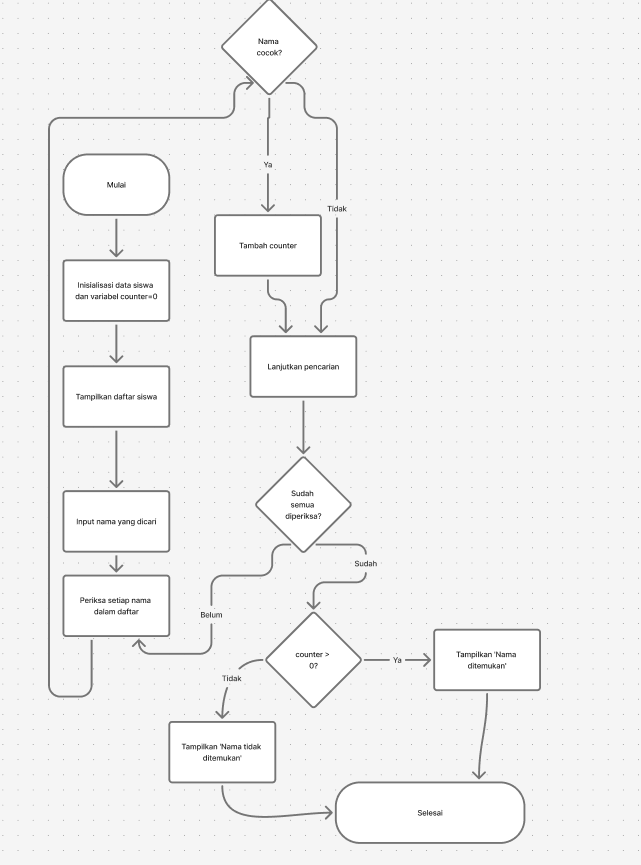 Nama
cocok?
Ya
Mulai
Tidak
Tambah counter
Inisialisasi data siswa
dan variabel counter=0
Lanjutkan pencarian
Tampilkan daftar siswa
Sudah
semua
diperiksa?
Input nama yang dicari
Sudah
Periksa setiap nama
dalam daftar
Belum
counter >
0?
Ya
Tampilkan 'Nama
ditemukan'
Tidak
Tampilkan 'Nama tidak
ditemukan'
Selesai